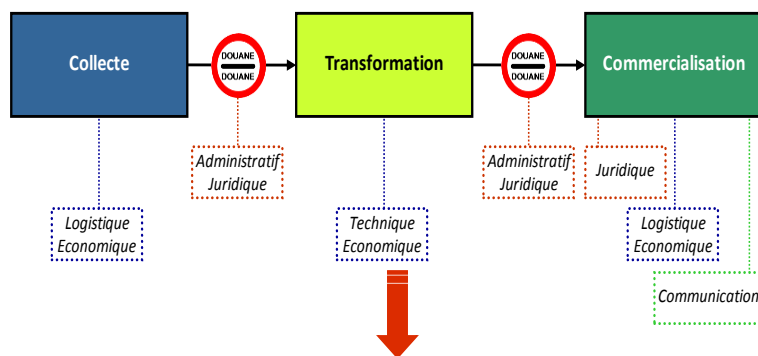 Collecte
DOUANE
DOUANE
Transformation
DOUANE
DOUANE
Commercialisation
Administratif
Juridique
Administratif
Juridique
Juridique
Logistique
Economique
Technique
Economique
Logistique
Economique
Communication